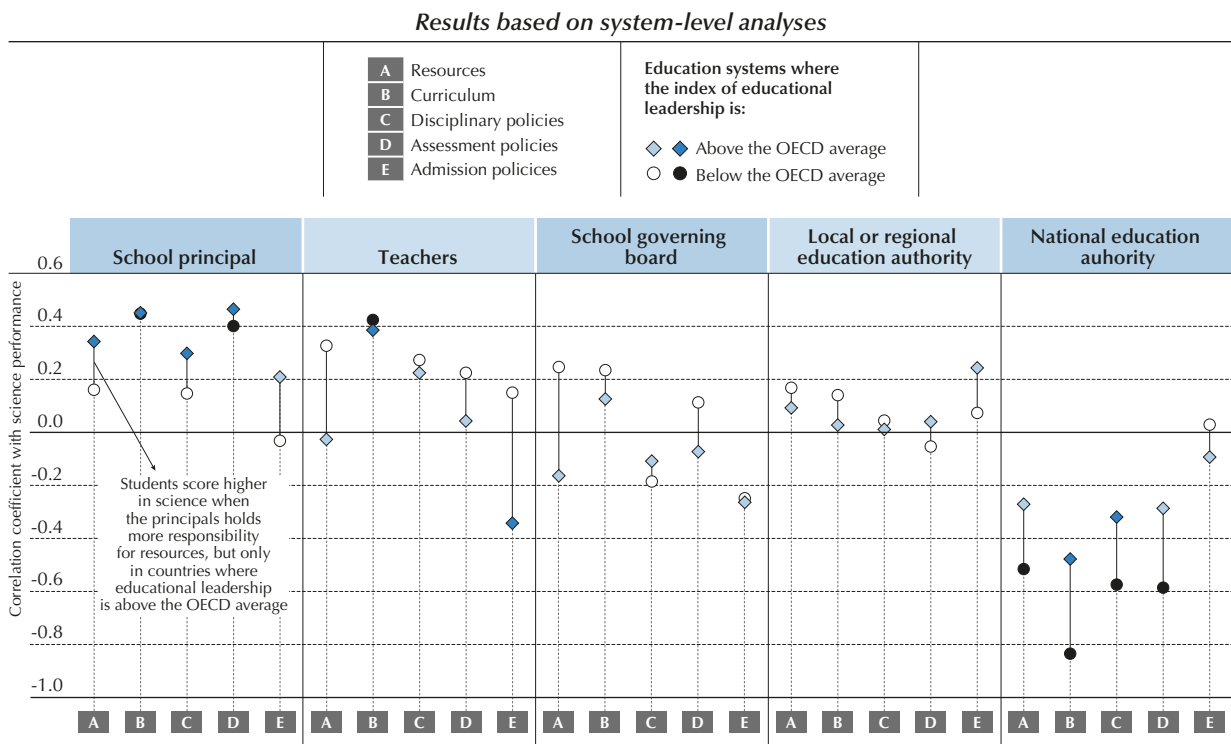 Results based on system-level analyses
A Resources
B Curriculum
C Disciplinary policies
D Assessment policies
E Admission policices
Education systems where
the index of educational
leadership is:
Above the OECD average
Below the OECD average
School principal
Teachers
School governing
board
Local or regional
education authority
National education
auhority
Correlation coefficient with science performance
0.6
0.4
0.2
0.0
-0.2
-0.4
-0.6
-0.8
-1.0
Students score higher
in science when
the principals holds
more responsibility
for resources, but only
in countries where
educational leadership
is above the OECD average
A B C D E A B C D E A B C D E A B C D E A B C D E